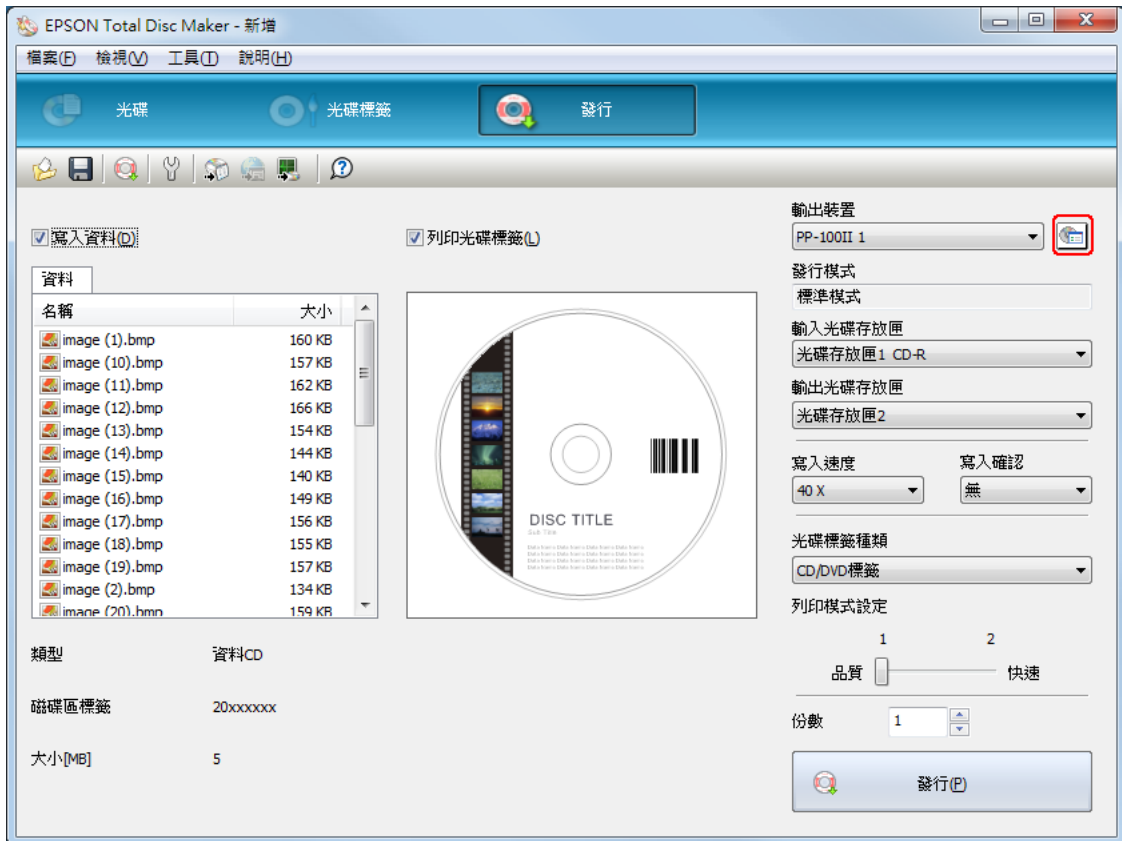 EPSON Total Disc Maker - 新增
檔案(F) 檢視(V) 工具(T) 說明(H)
光碟 光碟標籤 發行
寫入資料(D)
資料
名稱 大小
image (1).bmp 160 KB
image (10).bmp 157 KB
image (11).bmp 162 KB
image (12).bmp 166 KB
image (13).bmp 154 KB
image (14).bmp 144 KB
image (15).bmp 140 KB
image (16).bmp 149 KB
image (17).bmp 156 KB
image (18).bmp 155 KB
image (19).bmp 157 KB
image (2).bmp 134 KB
image (20).bmp 159 KB
類型 資料CD
磁碟區標籤 20xxxxxx
大小[MB] 5
列印光碟標籤(L)
DISC TITLE
Sub Title
輸出裝置
PP-100II 1
發行模式
標準模式
輸入光碟存放匣
光碟存放匣1 CD-R
輸出光碟存放匣
光碟存放匣2
寫入速度 寫入確認
40 X 無
光碟標籤種類
CD/DVD標籤
列印模式設定
1 2
品質 快速
份數 1
發行(P)